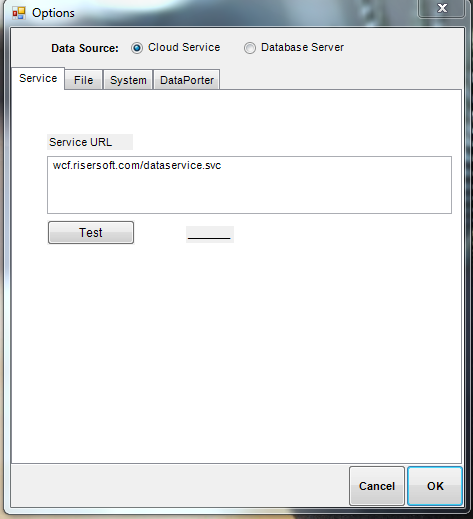 Options
Data Source: Cloud Service Database Server
Service File System DataPorter
Service URL
wcf.risersoft.com/dataservice.svc
Test
Cancel OK